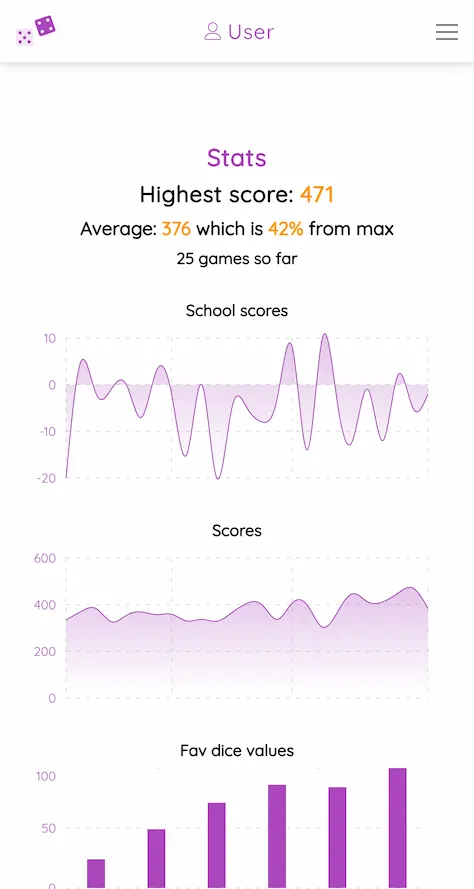 User
Stats
Highest score: 471
Average: 376 which is 42% from max
25 games so far
School scores
10
0
-10
-20
Scores
600
400
200
0
Fav dice values
100
50
0